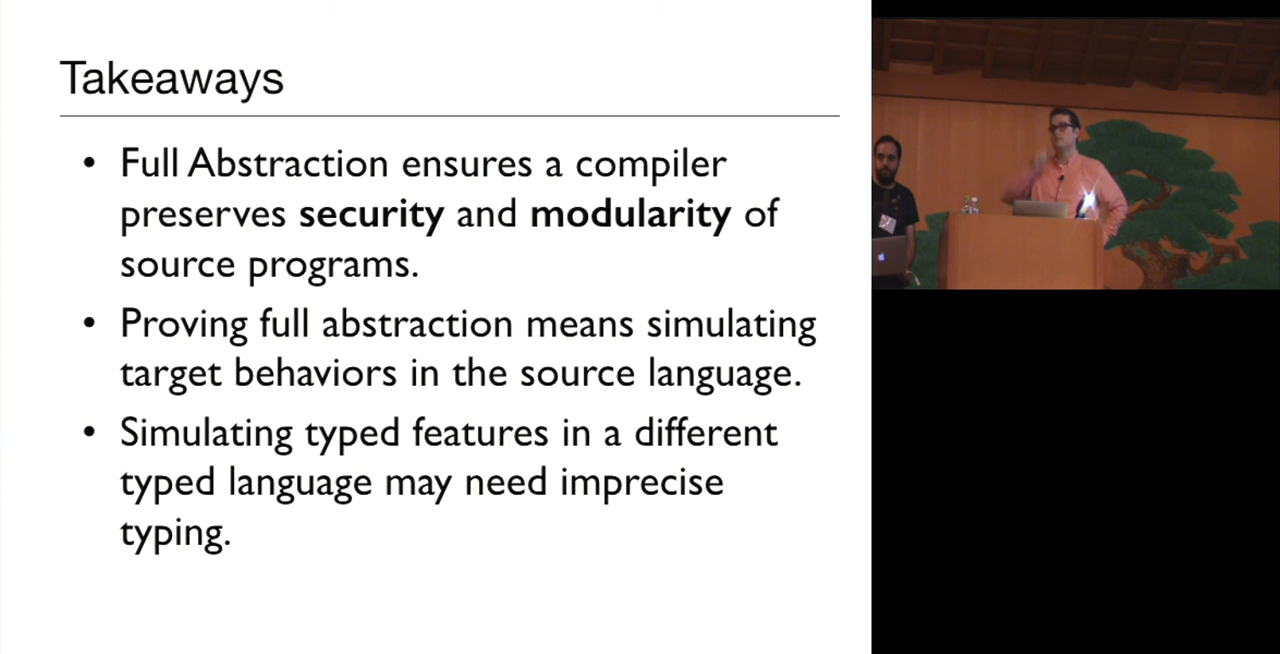 Takeaways
• Full Abstraction ensures a compiler
preserves security and modularity of
source programs.
• Proving full abstraction means simulating
target behaviors in the source language.
• Simulating typed features in a different
typed language may need imprecise
typing.